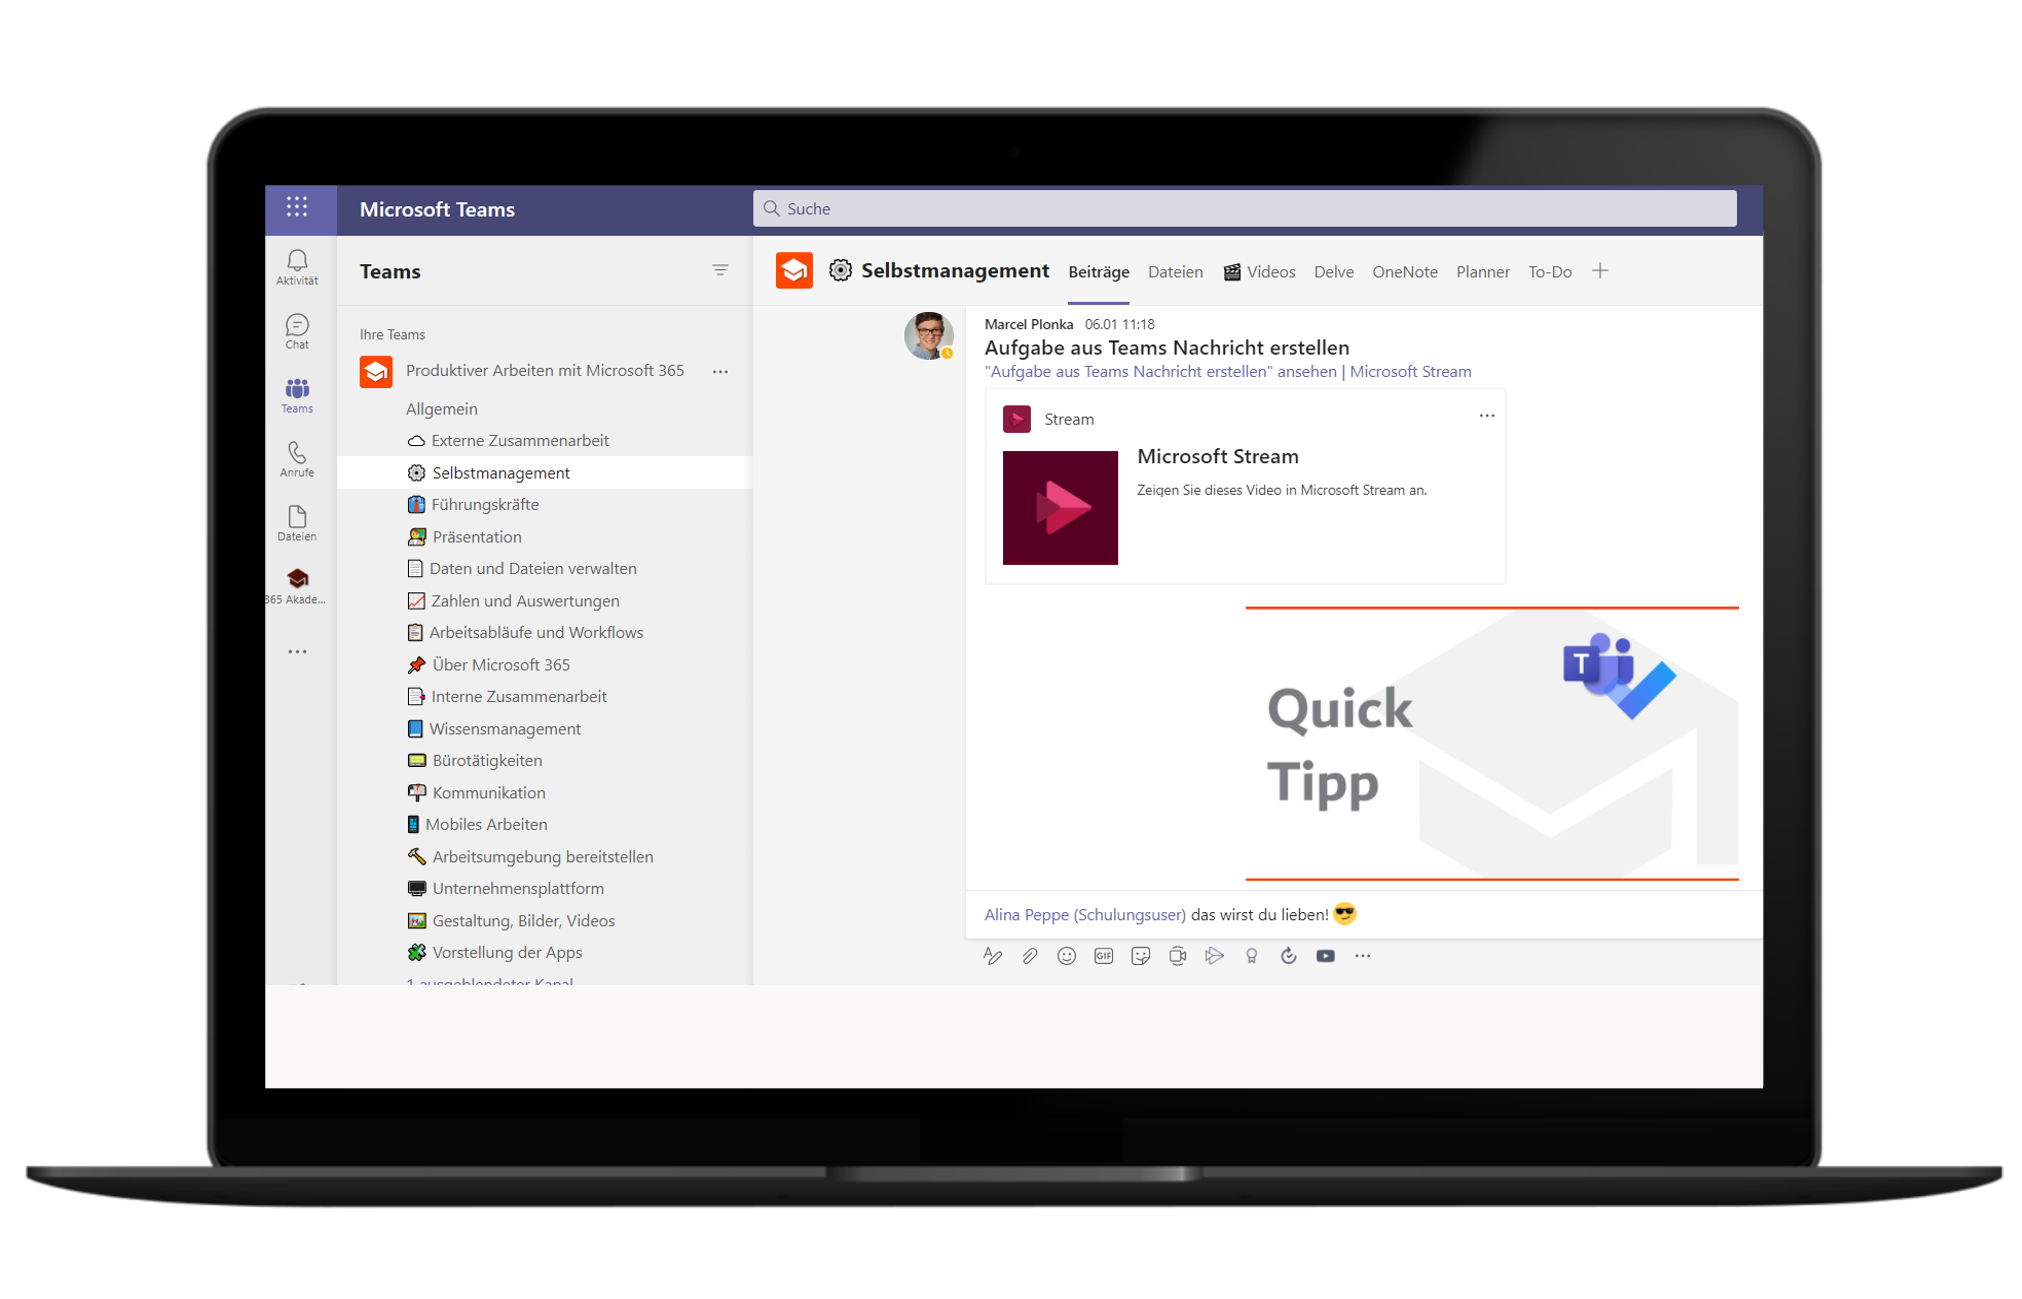 Microsoft Teams
Suche
Aktivität
Chat
Teams
Anrufe
Dateien
365 Akade...
Teams
Ihre Teams
Produktiver Arbeiten mit Microsoft 365
Allgemein
Externe Zusammenarbeit
Selbstmanagement
Führungskräfte
Präsentation
Daten und Dateien verwalten
Zahlen und Auswertungen
Arbeitsabläufe und Workflows
Über Microsoft 365
Interne Zusammenarbeit
Wissensmanagement
Bürotätigkeiten
Kommunikation
Mobiles Arbeiten
Arbeitsumgebung bereitstellen
Unternehmensplattform
Gestaltung, Bilder, Videos
Vorstellung der Apps
1 ausgeblendeter Kanal
Selbstmanagement Beiträge Dateien Videos Delve OneNote Planner To-Do
Marcel Plonka 06.01 11:18
Aufgabe aus Teams Nachricht erstellen
"Aufgabe aus Teams Nachricht erstellen" ansehen | Microsoft Stream
Stream
Microsoft Stream
Zeigen Sie dieses Video in Microsoft Stream an.
T
Quick
Tipp
Alina Peppe (Schulungsuser) das wirst du lieben! 😎
GIF